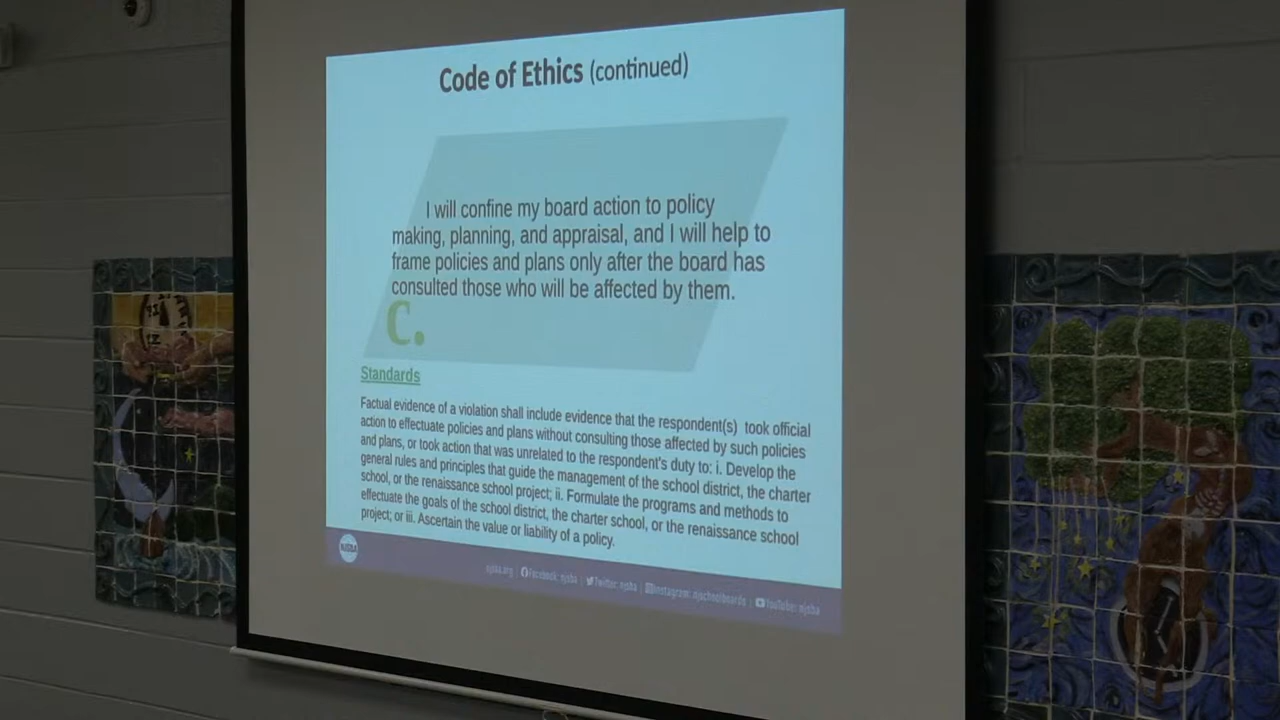 Code of Ethics (continued)
I will confine my board action to policy
making, planning, and appraisal, and I will help to
frame policies and plans only after the board has
consulted those who will be affected by them.
C.
Standards
Factual evidence of a violation shall include evidence that the respondent(s) took official
action to effectuate policies and plans without consulting those affected by such policies
and plans, or took action that was unrelated to the respondent's duty to: i. Develop the
general rules and principles that guide the management of the school district, the charter
school, or the renaissance school project; ii. Formulate the programs and methods to
effectuate the goals of the school district, the charter school, or the renaissance school
project; or iii. Ascertain the value or liability of a policy.
NJSBA
njsba.org | Facebook: njsba | Twitter: njsba | Instagram: njschoolboards | YouTube: njsba